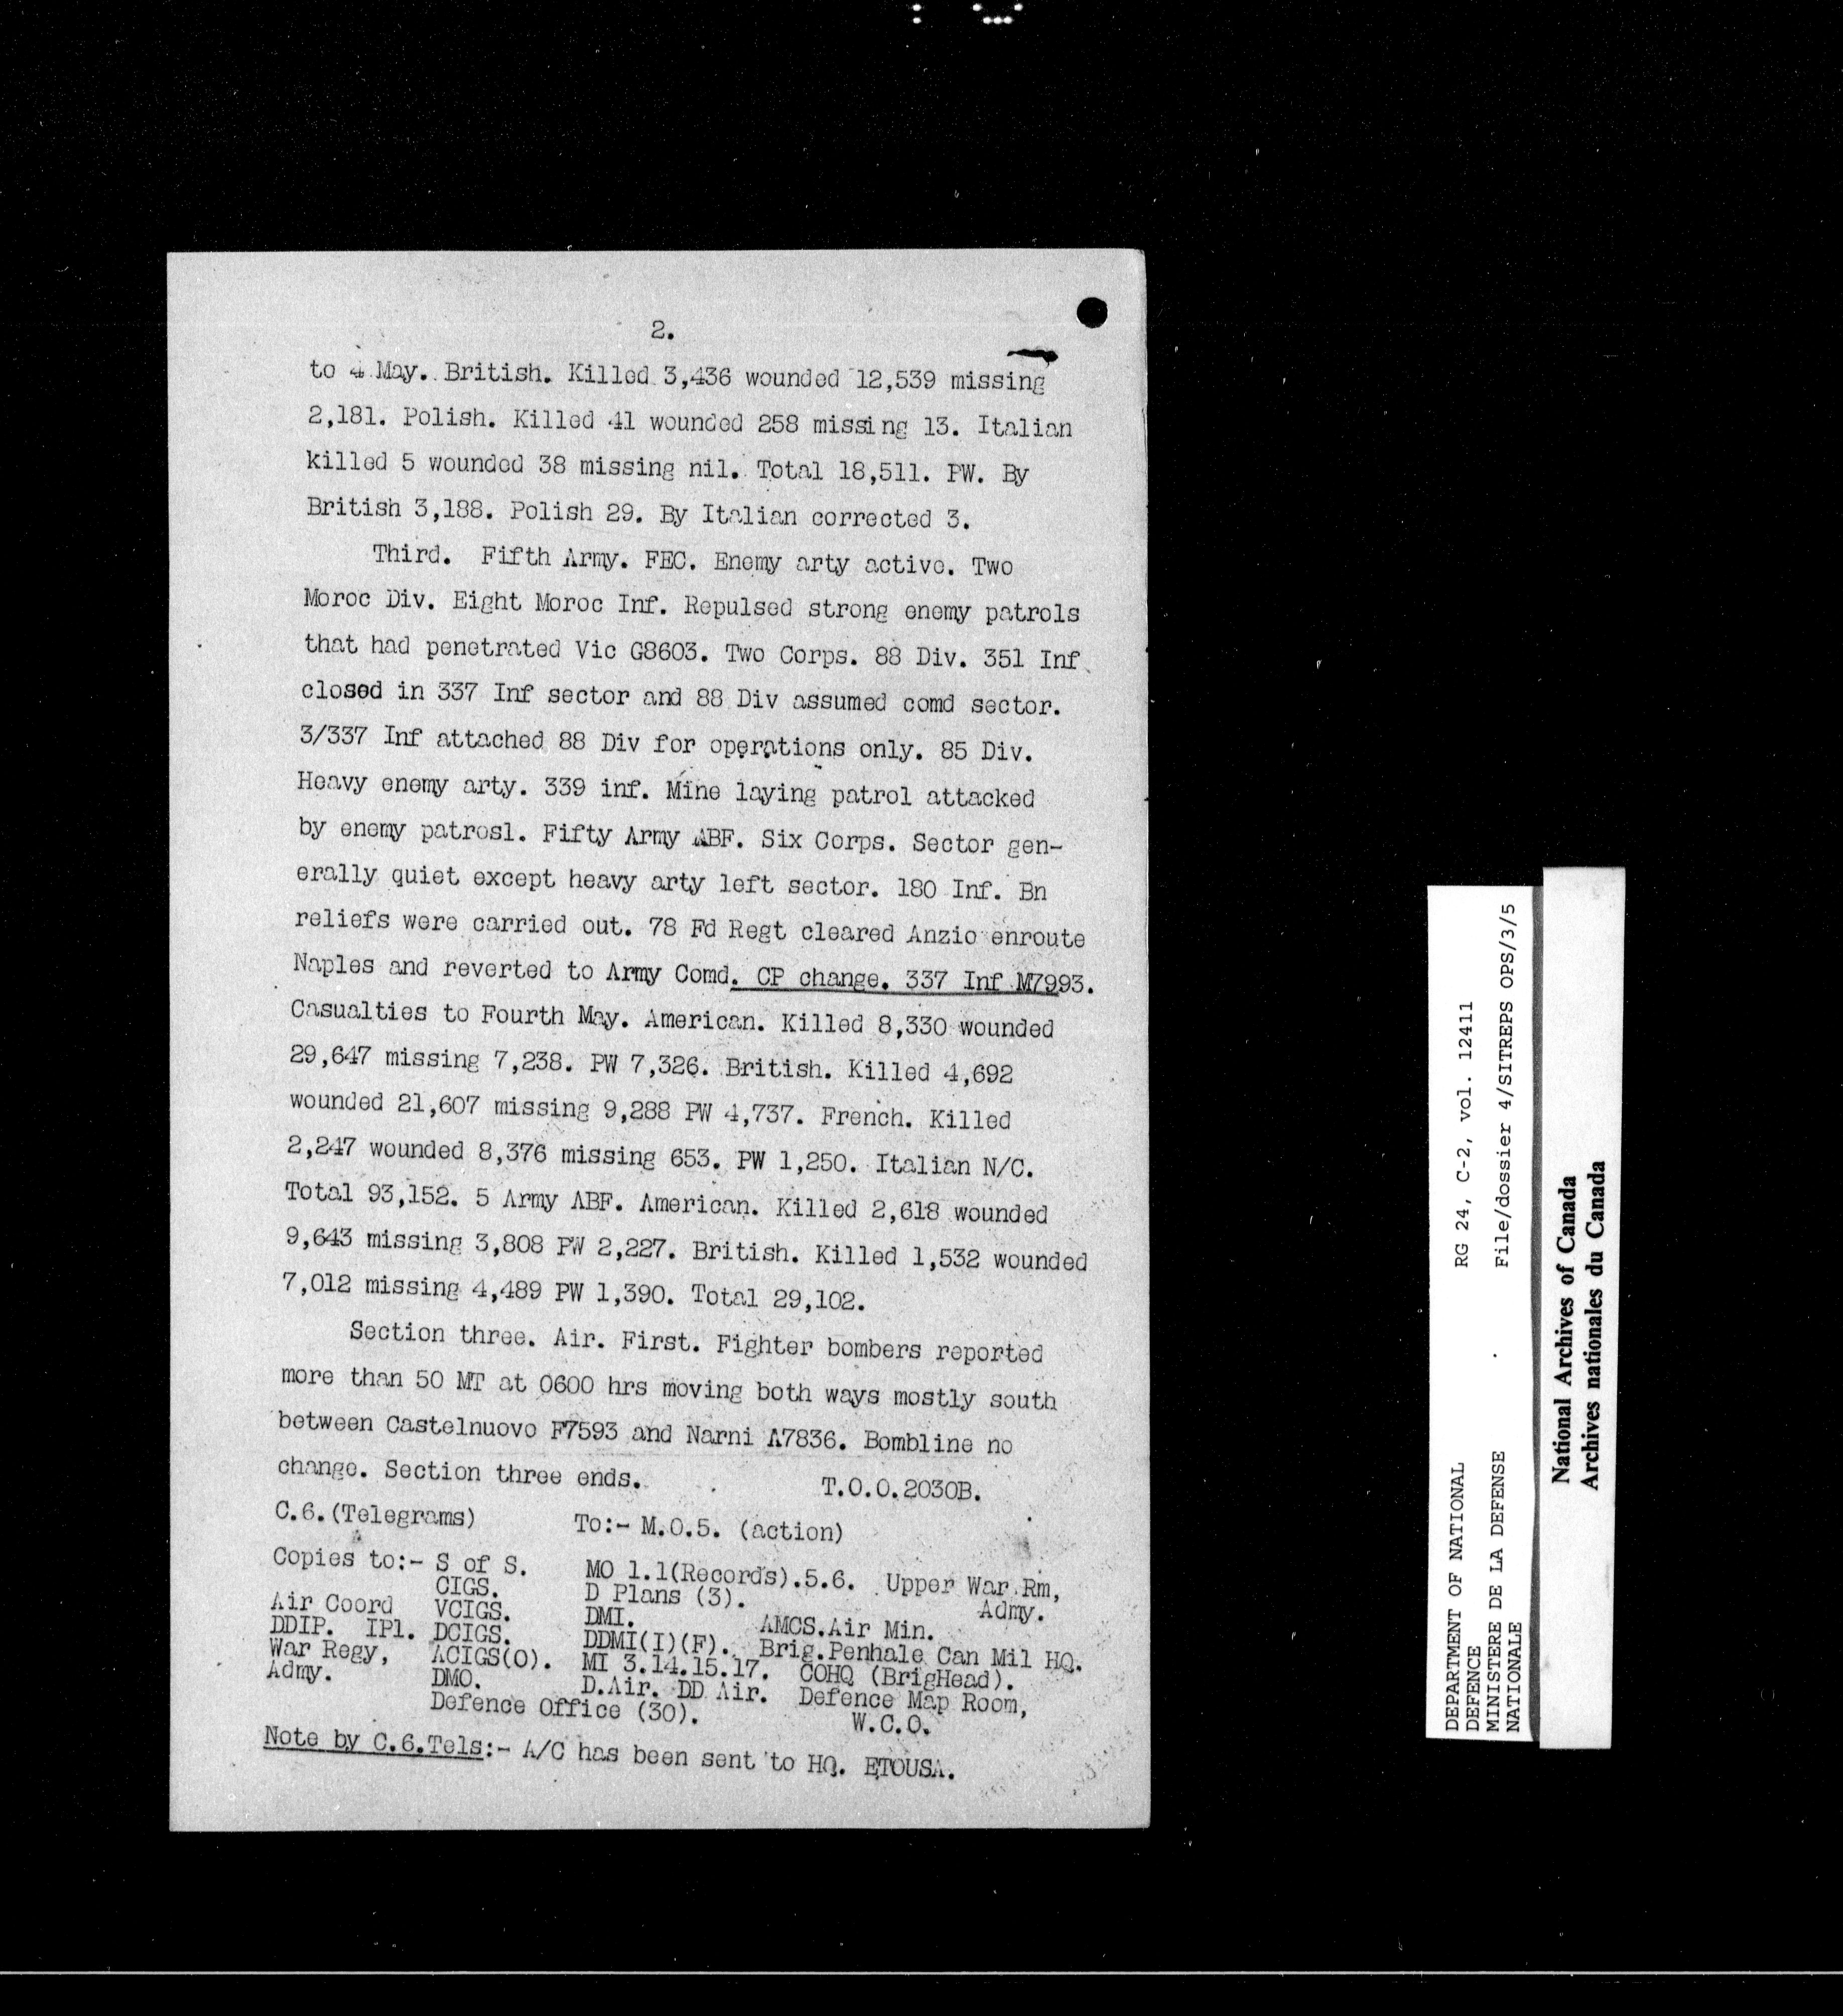 2.
to 4 May. British. Killed 3,436 wounded 12,539 missing
2,181. Polish. Killed 41 wounded 258 missing 13. Italian
killed 5 wounded 38 missing nil. Total 18,511. PW. By
British 3,188. Polish 29. By Italian corrected 3.
Third. Fifth Army. FEC. Enemy arty active. Two
Moroc Div. Eight Moroc Inf. Repulsed strong enemy patrols
that had penetrated Vic G8603. Two Corps. 88 Div. 351 Inf
closed in 337 Inf sector and 88 Div assumed comd sector.
3/337 Inf attached 88 Div for operations only. 85 Div.
Heavy enemy arty. 339 inf. Mine laying patrol attacked
by enemy patrosl. Fifty Army ABF. Six Corps. Sector gen-
erally quiet except heavy arty left sector. 180 Inf. Bn
reliefs were carried out. 78 Fd Regt cleared Anzio enroute
Naples and reverted to Army Comd. CP change. 337 Inf M7993.
Casualties to Fourth May. American. Killed 8,330 wounded
29,647 missing 7,238. PW 7,326. British. Killed 4,692
wounded 21,607 missing 9,288 PW 4,737. French. Killed
2,247 wounded 8,376 missing 653. PW 1,250. Italian N/C.
Total 93,152. 5 Army ABF. American. Killed 2,618 wounded
9,643 missing 3,808 PW 2,227. British. Killed 1,532 wounded
7,012 missing 4,489 PW 1,390. Total 29,102.
Section three. Air. First. Fighter bombers reported
more than 50 MT at 0600 hrs moving both ways mostly south
between Castelnuovo F7593 and Narni A7836. Bombline no
change. Section three ends. T.O.O.2030B.
C.6.(Telegrams) To:- M.O.5. (action)
Copies to:- S of S. MO 1.1(Records).5.6. Upper War Rm,
CIGS. D Plans (3). Admy.
Air Coord VCIGS. DMI. AMCS.Air Min.
DDIP. IPl. DCIGS. DDMI(I)(F). Brig.Penhale Can Mil HQ.
War Regy, ACIGS(O). MI 3.14.15.17. COHQ (BrigHead).
Admy. DMO. D.Air. DD Air. Defence Map Room,
Defence Office (30). W.C.O.
Note by C.6.Tels:- A/C has been sent to HQ. ETOUSA.
DEPARTMENT OF NATIONAL RG 24, C-2, vol. 12411
DEFENCE
MINISTERE DE LA DEFENSE File/dossier 4/SITREPS OPS/3/5
NATIONALE
National Archives of Canada
Archives nationales du Canada